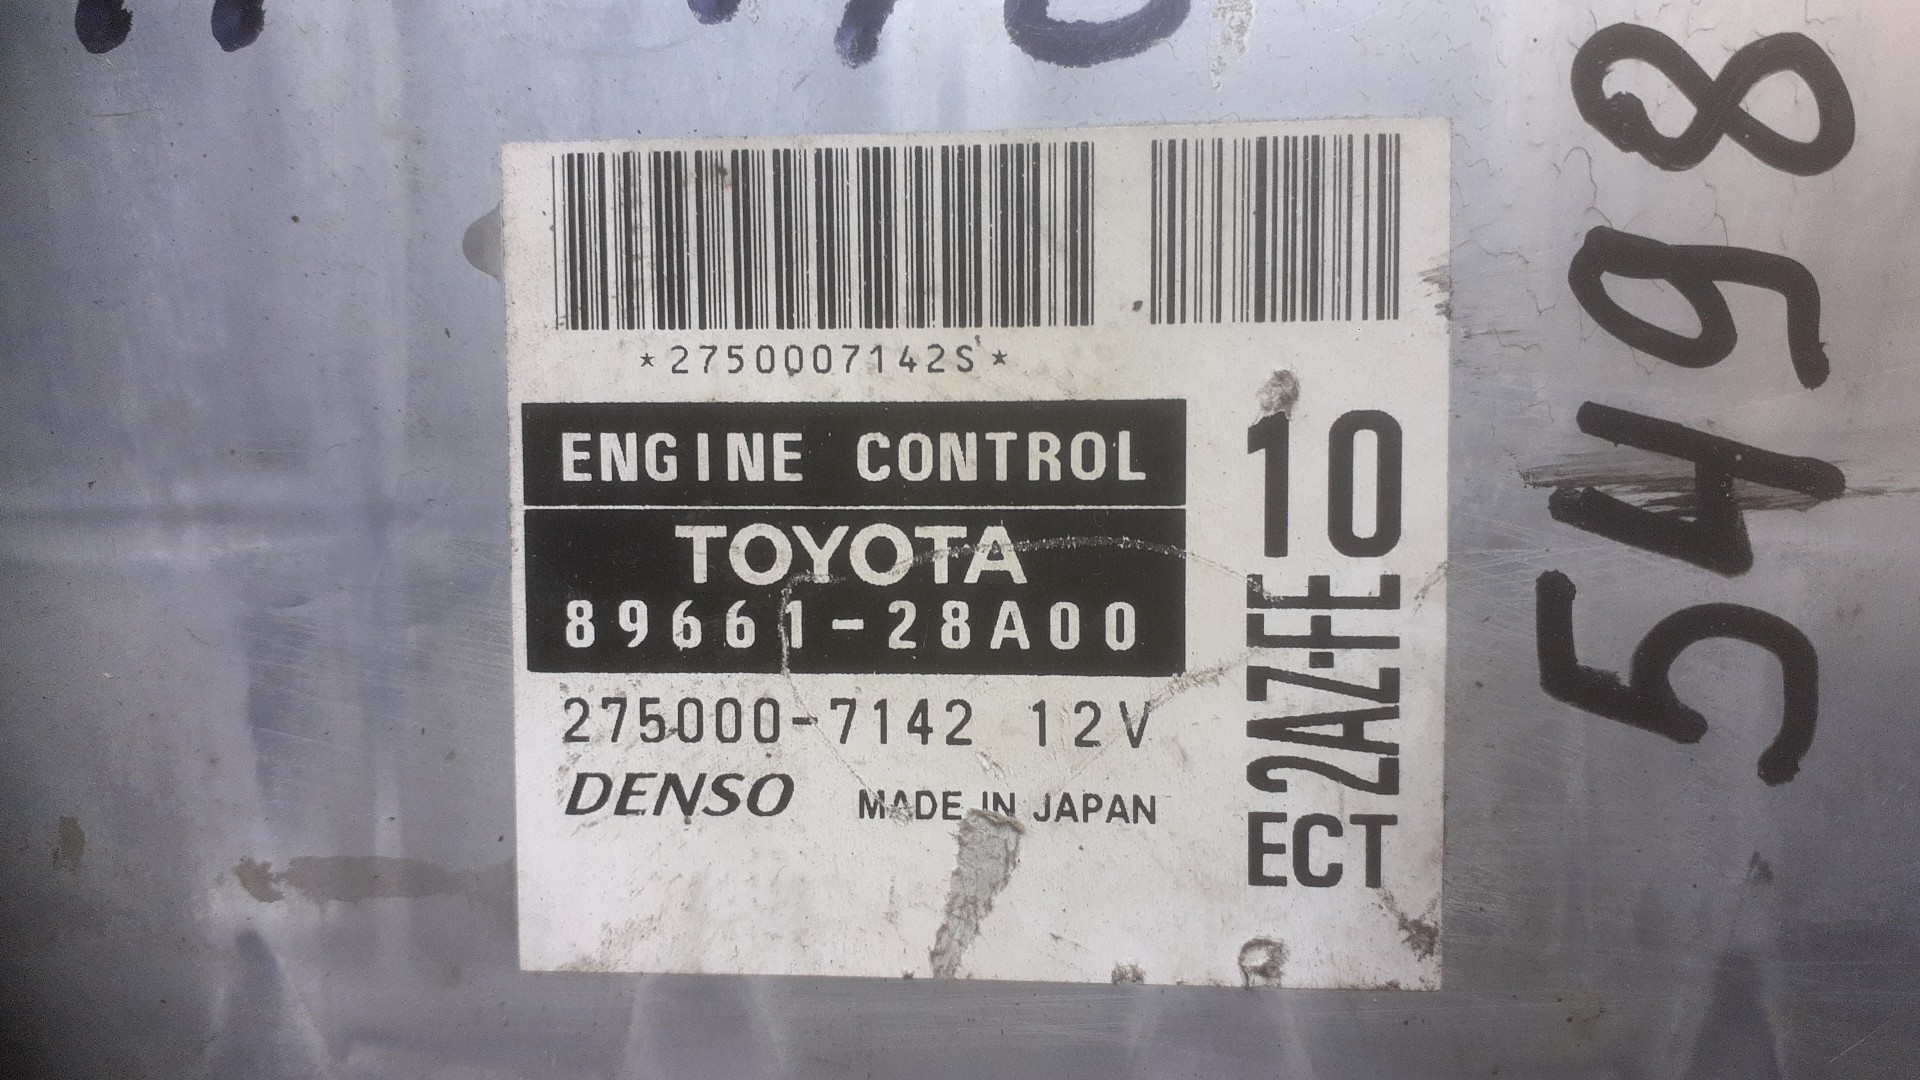 *2750007142S*
ENGINE CONTROL
TOYOTA
89661-28A00
275000-7142 12V
DENSO MADE IN JAPAN
10
2AZ-FE
ECT
5498